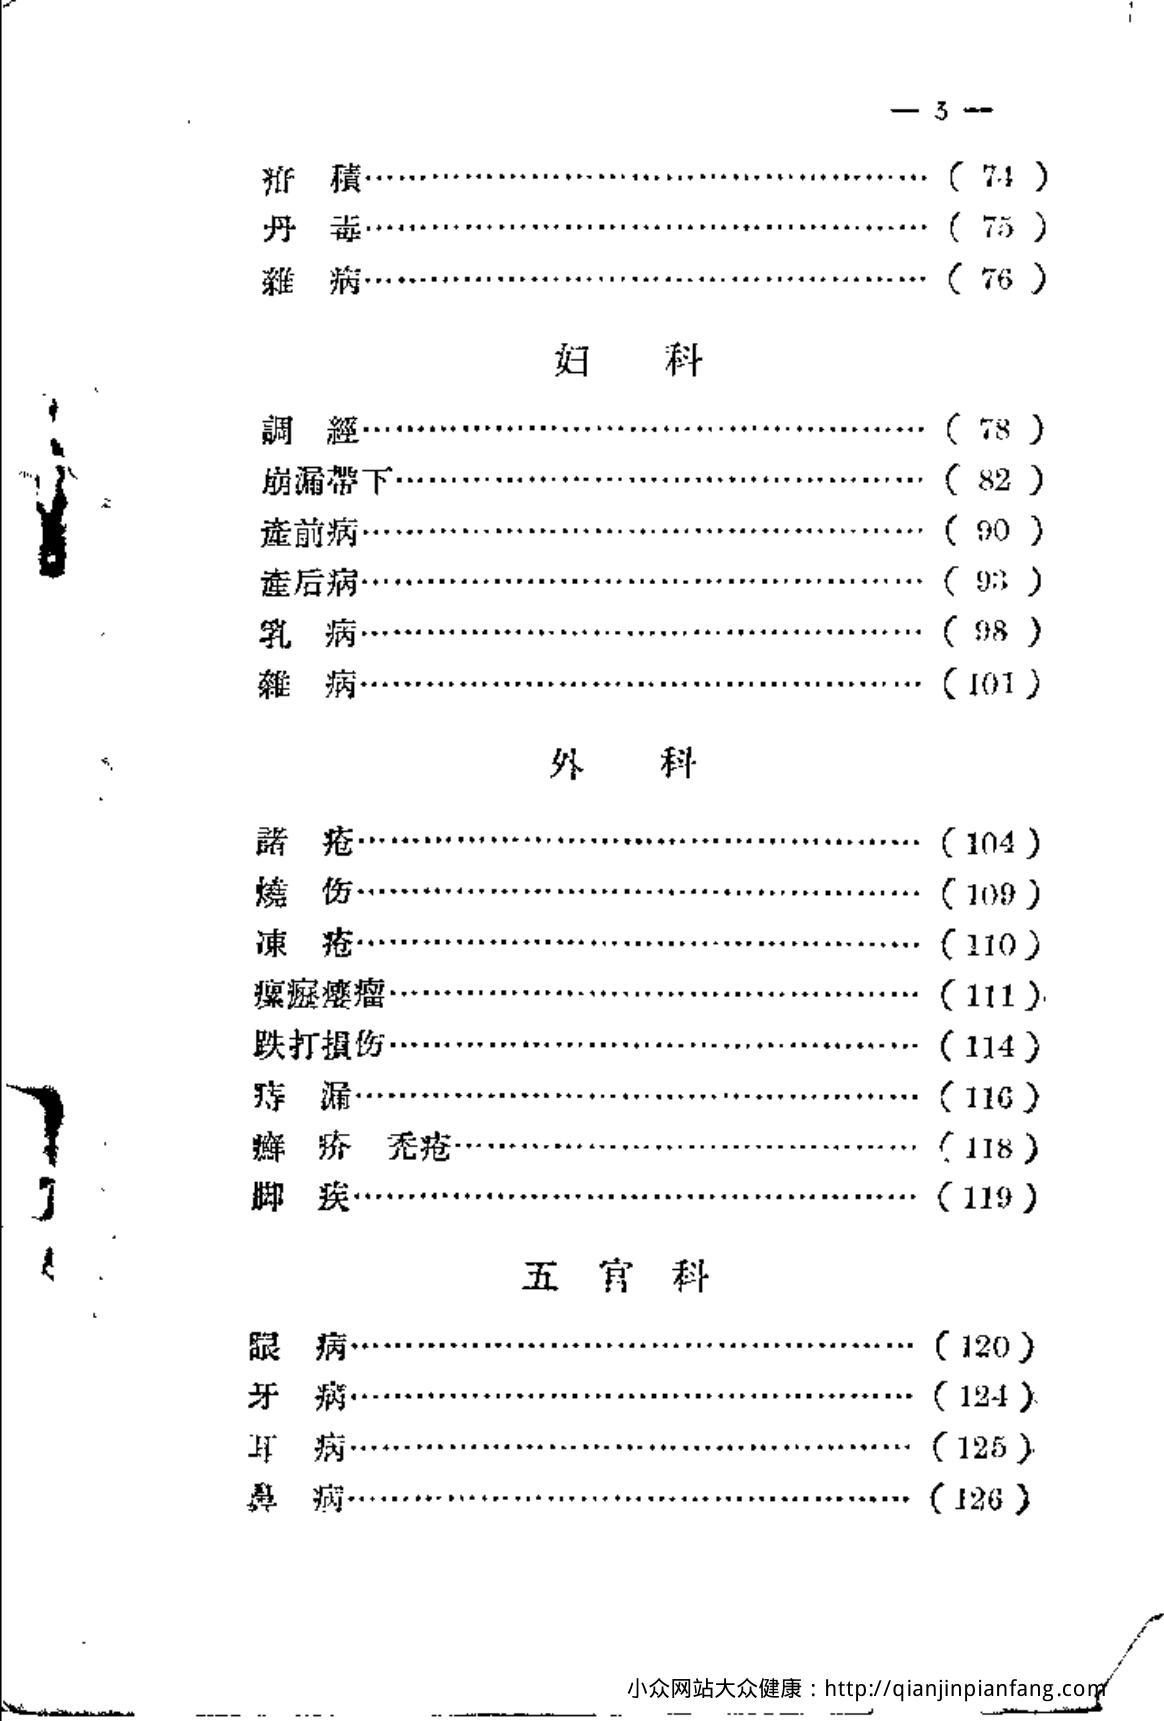 — 3 —
疳　積……………………………………………( 74 )
丹　毒……………………………………………( 75 )
雜　病……………………………………………( 76 )
妇　科
調　經……………………………………………( 78 )
崩漏帶下…………………………………………( 82 )
產前病……………………………………………( 90 )
產后病……………………………………………( 93 )
乳　病……………………………………………( 98 )
雜　病……………………………………………( 101 )
外　科
諸　疮……………………………………………( 104 )
燒　伤……………………………………………( 109 )
凍　疮……………………………………………( 110 )
瘰癧癭瘤…………………………………………( 111 )
跌打損伤…………………………………………( 114 )
痔　漏……………………………………………( 116 )
癬　疥　秃疮……………………………………( 118 )
脚　疾……………………………………………( 119 )
五 官 科
眼　病……………………………………………( 120 )
牙　病……………………………………………( 124 )
耳　病……………………………………………( 125 )
鼻　病……………………………………………( 126 )
小众网站大众健康：http://qianjinpianfang.com